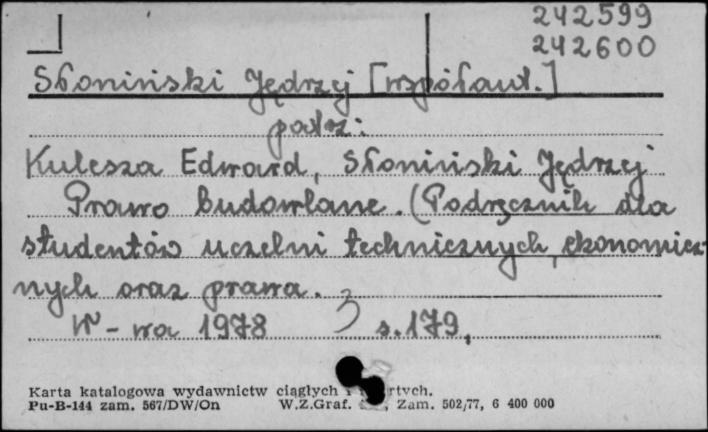 242599
242600
Słoniński Jędrzej [współaut.]
patrz:
Kulesza Edward, Słoniński Jędrzej
Prawo budowlane. (Podręcznik dla
studentów uczelni technicznych, ekonomicz-
nych oraz prawa.
W-wa 1978 s. 179,
Karta katalogowa wydawnictw ciągłych i zwartych.
Pu-B-144 zam. 567/DW/On W.Z.Graf. Zam. 502/77, 6 400 000